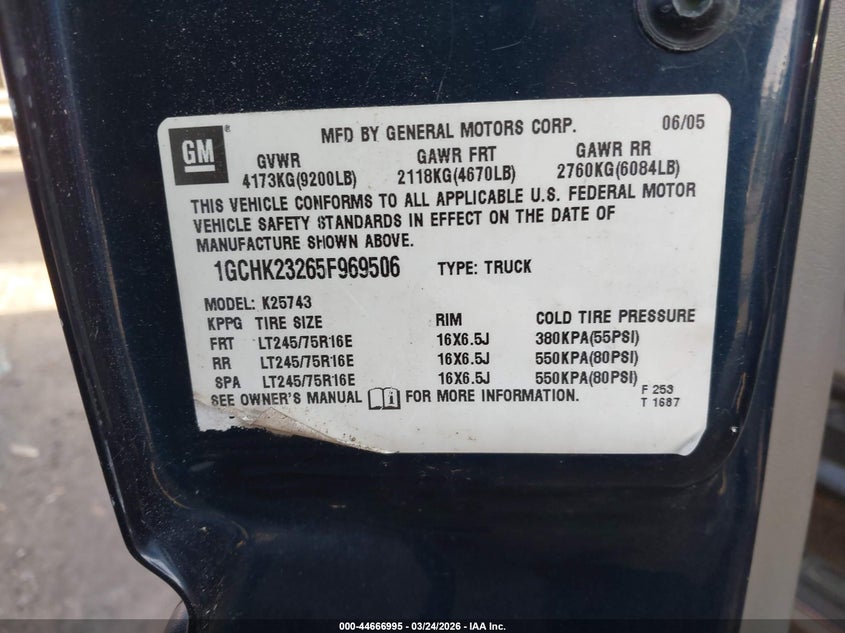 GM ®
MFD BY GENERAL MOTORS CORP. 06/05
GVWR GAWR FRT GAWR RR
4173KG(9200LB) 2118KG(4670LB) 2760KG(6084LB)
THIS VEHICLE CONFORMS TO ALL APPLICABLE U.S. FEDERAL MOTOR
VEHICLE SAFETY STANDARDS IN EFFECT ON THE DATE OF
MANUFACTURE SHOWN ABOVE.
1GCHK23265F969506 TYPE: TRUCK
MODEL: K25743
KPPG TIRE SIZE RIM COLD TIRE PRESSURE
FRT LT245/75R16E 16X6.5J 380KPA(55PSI)
RR LT245/75R16E 16X6.5J 550KPA(80PSI)
SPA LT245/75R16E 16X6.5J 550KPA(80PSI)
SEE OWNER'S MANUAL FOR MORE INFORMATION.
F 253
T 1687
000-44666995 - 03/24/2026 - IAA Inc.